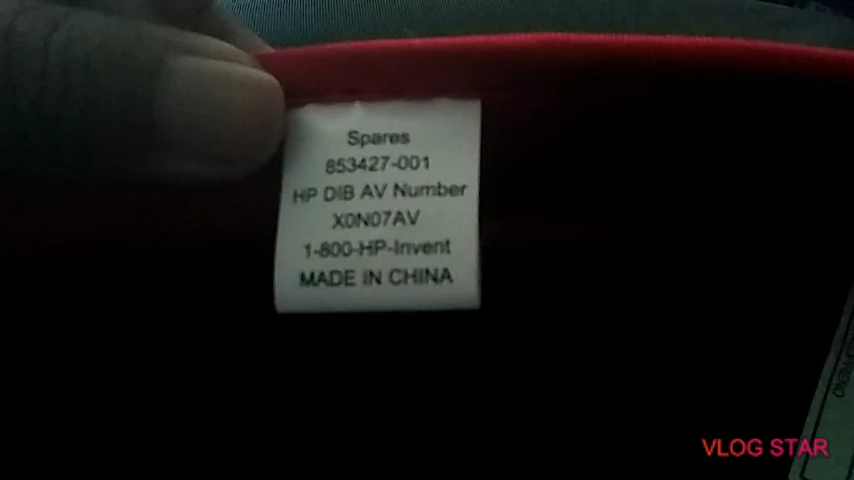 Spares
853427-001
HP DIB AV Number
X0N07AV
1-800-HP-Invent
MADE IN CHINA
VLOG STAR